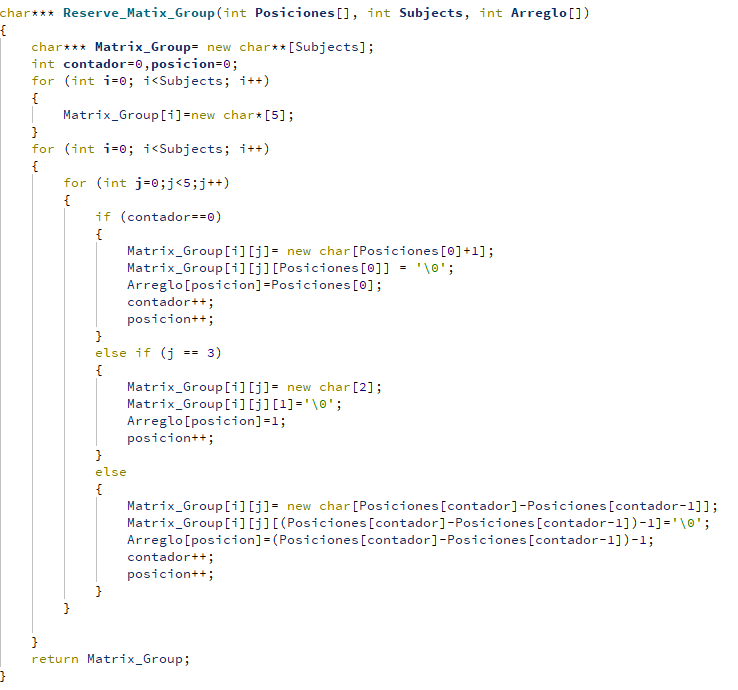 char*** Reserve_Matix_Group(int Posiciones[], int Subjects, int Arreglo[])
{
    char*** Matrix_Group= new char**[Subjects];
    int contador=0,posicion=0;
    for (int i=0; i<Subjects; i++)
    {
        Matrix_Group[i]=new char*[5];
    }
    for (int i=0; i<Subjects; i++)
    {
        for (int j=0;j<5;j++)
        {
            if (contador==0)
            {
                Matrix_Group[i][j]= new char[Posiciones[0]+1];
                Matrix_Group[i][j][Posiciones[0]] = '\0';
                Arreglo[posicion]=Posiciones[0];
                contador++;
                posicion++;
            }
            else if (j == 3)
            {
                Matrix_Group[i][j]= new char[2];
                Matrix_Group[i][j][1]='\0';
                Arreglo[posicion]=1;
                posicion++;
            }
            else
            {
                Matrix_Group[i][j]= new char[Posiciones[contador]-Posiciones[contador-1]];
                Matrix_Group[i][j][(Posiciones[contador]-Posiciones[contador-1])-1]='\0';
                Arreglo[posicion]=(Posiciones[contador]-Posiciones[contador-1])-1;
                contador++;
                posicion++;
            }
        }
    }
    return Matrix_Group;
}